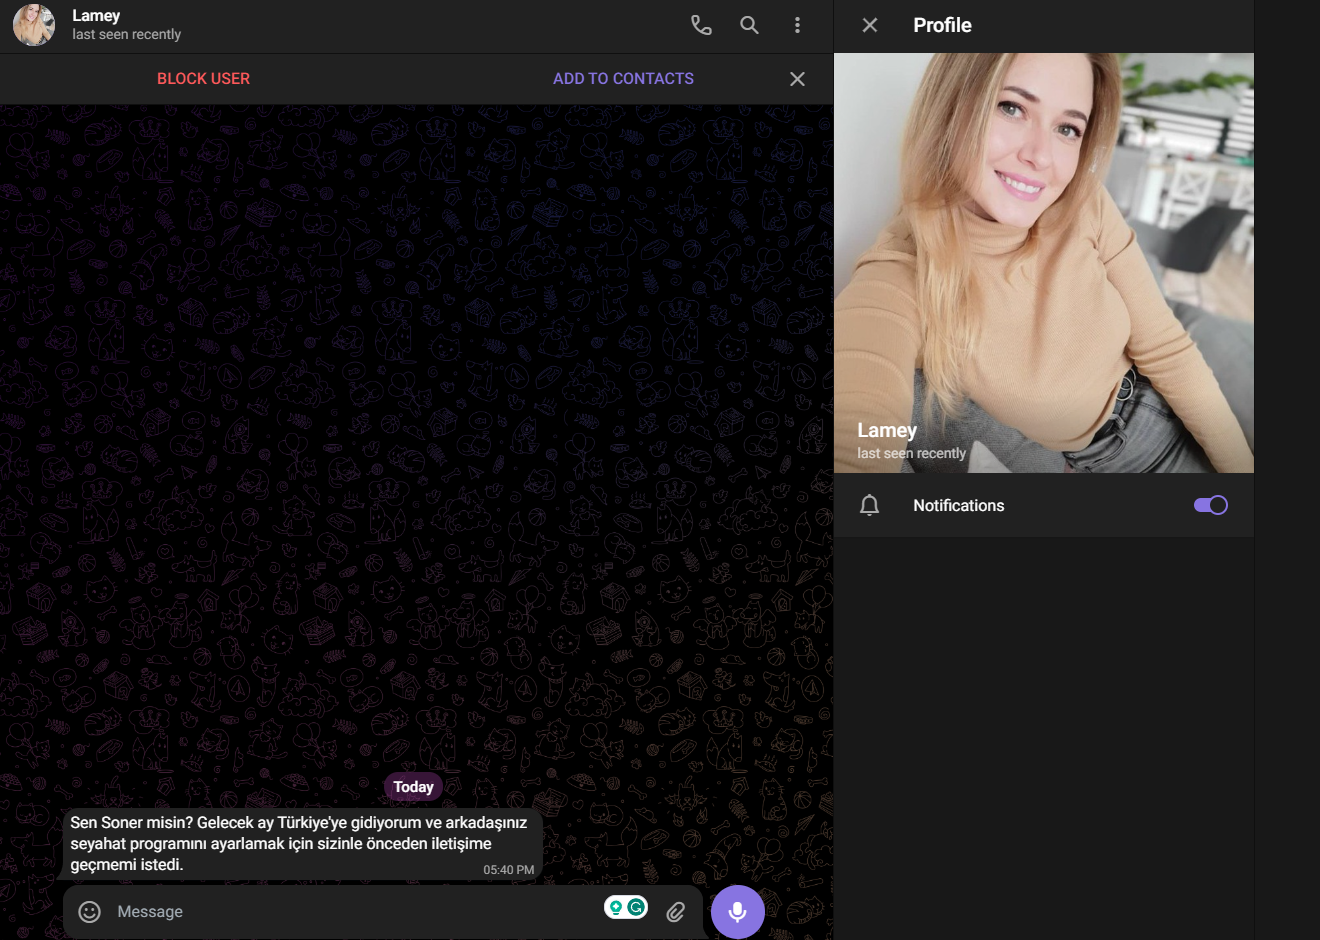 Lamey
last seen recently
BLOCK USER
ADD TO CONTACTS
Today
Sen Soner misin? Gelecek ay Türkiye'ye gidiyorum ve arkadaşınız
seyahat programını ayarlamak için sizinle önceden iletişime
geçmemi istedi.
05:40 PM
Message
Profile
Lamey
last seen recently
Notifications